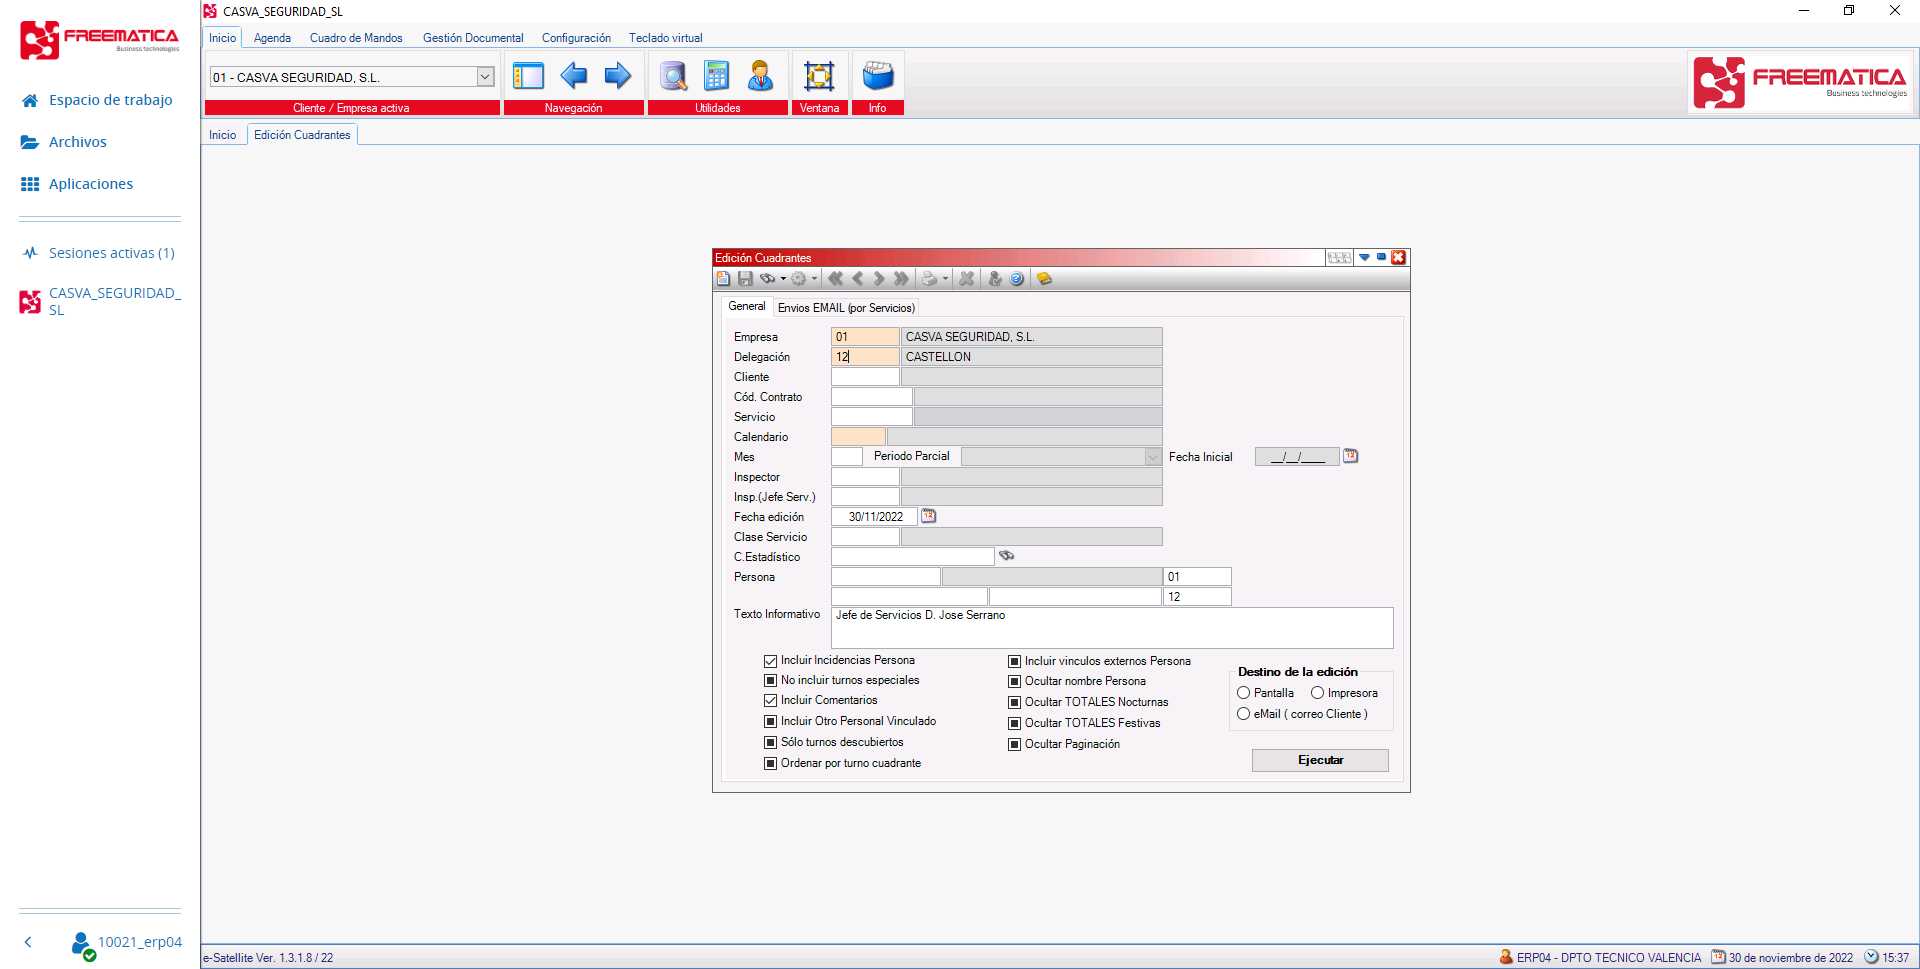 FREEMATICA
Business technologies
Espacio de trabajo
Archivos
Aplicaciones
Sesiones activas (1)
CASVA_SEGURIDAD_
SL
10021_erp04
CASVA_SEGURIDAD_SL
Inicio Agenda Cuadro de Mandos Gestión Documental Configuración Teclado virtual
01 - CASVA SEGURIDAD, S.L.
Cliente / Empresa activa Navegación Utilidades Ventana Info
FREEMATICA
Business technologies
Inicio Edición Cuadrantes
Edición Cuadrantes
General Envios EMAIL (por Servicios)
Empresa 01 CASVA SEGURIDAD, S.L.
Delegación 12 CASTELLON
Cliente
Cód. Contrato
Servicio
Calendario
Mes Periodo Parcial Fecha Inicial __/__/____
Inspector
Insp.(Jefe.Serv.)
Fecha edición 30/11/2022
Clase Servicio
C.Estadístico
Persona 01
12
Texto Informativo Jefe de Servicios D. Jose Serrano
Incluir Incidencias Persona
No incluir turnos especiales
Incluir Comentarios
Incluir Otro Personal Vinculado
Sólo turnos descubiertos
Ordenar por turno cuadrante
Incluir vinculos externos Persona
Ocultar nombre Persona
Ocultar TOTALES Nocturnas
Ocultar TOTALES Festivas
Ocultar Paginación
Destino de la edición
Pantalla Impresora
eMail ( correo Cliente )
Ejecutar
e-Satellite Ver. 1.3.1.8 / 22
ERP04 - DPTO TECNICO VALENCIA 30 de noviembre de 2022 15:37